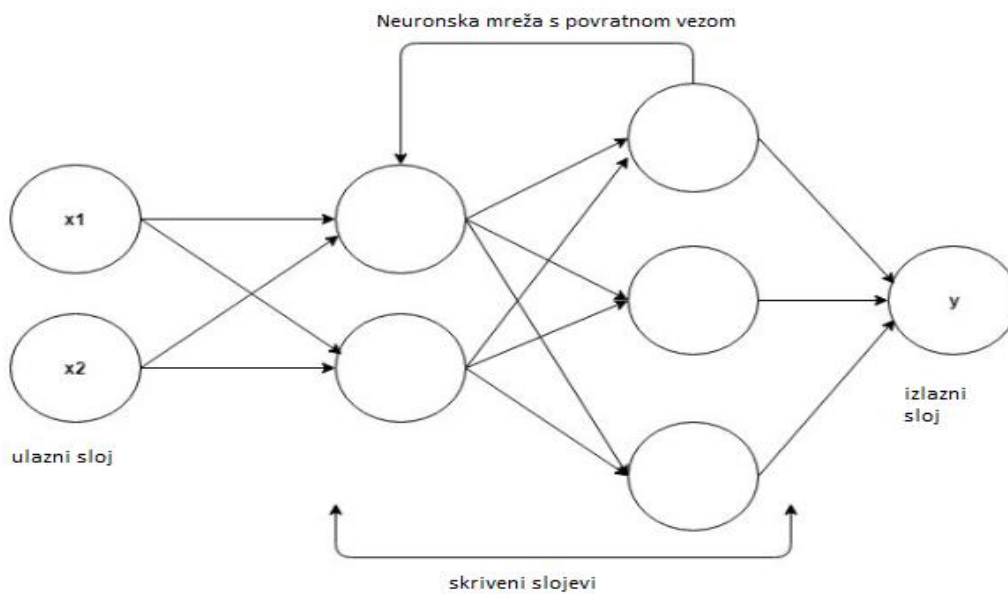 Neuronska mreža s povratnom vezom
x1
x2
y
ulazni sloj
izlazni
sloj
skriveni slojevi